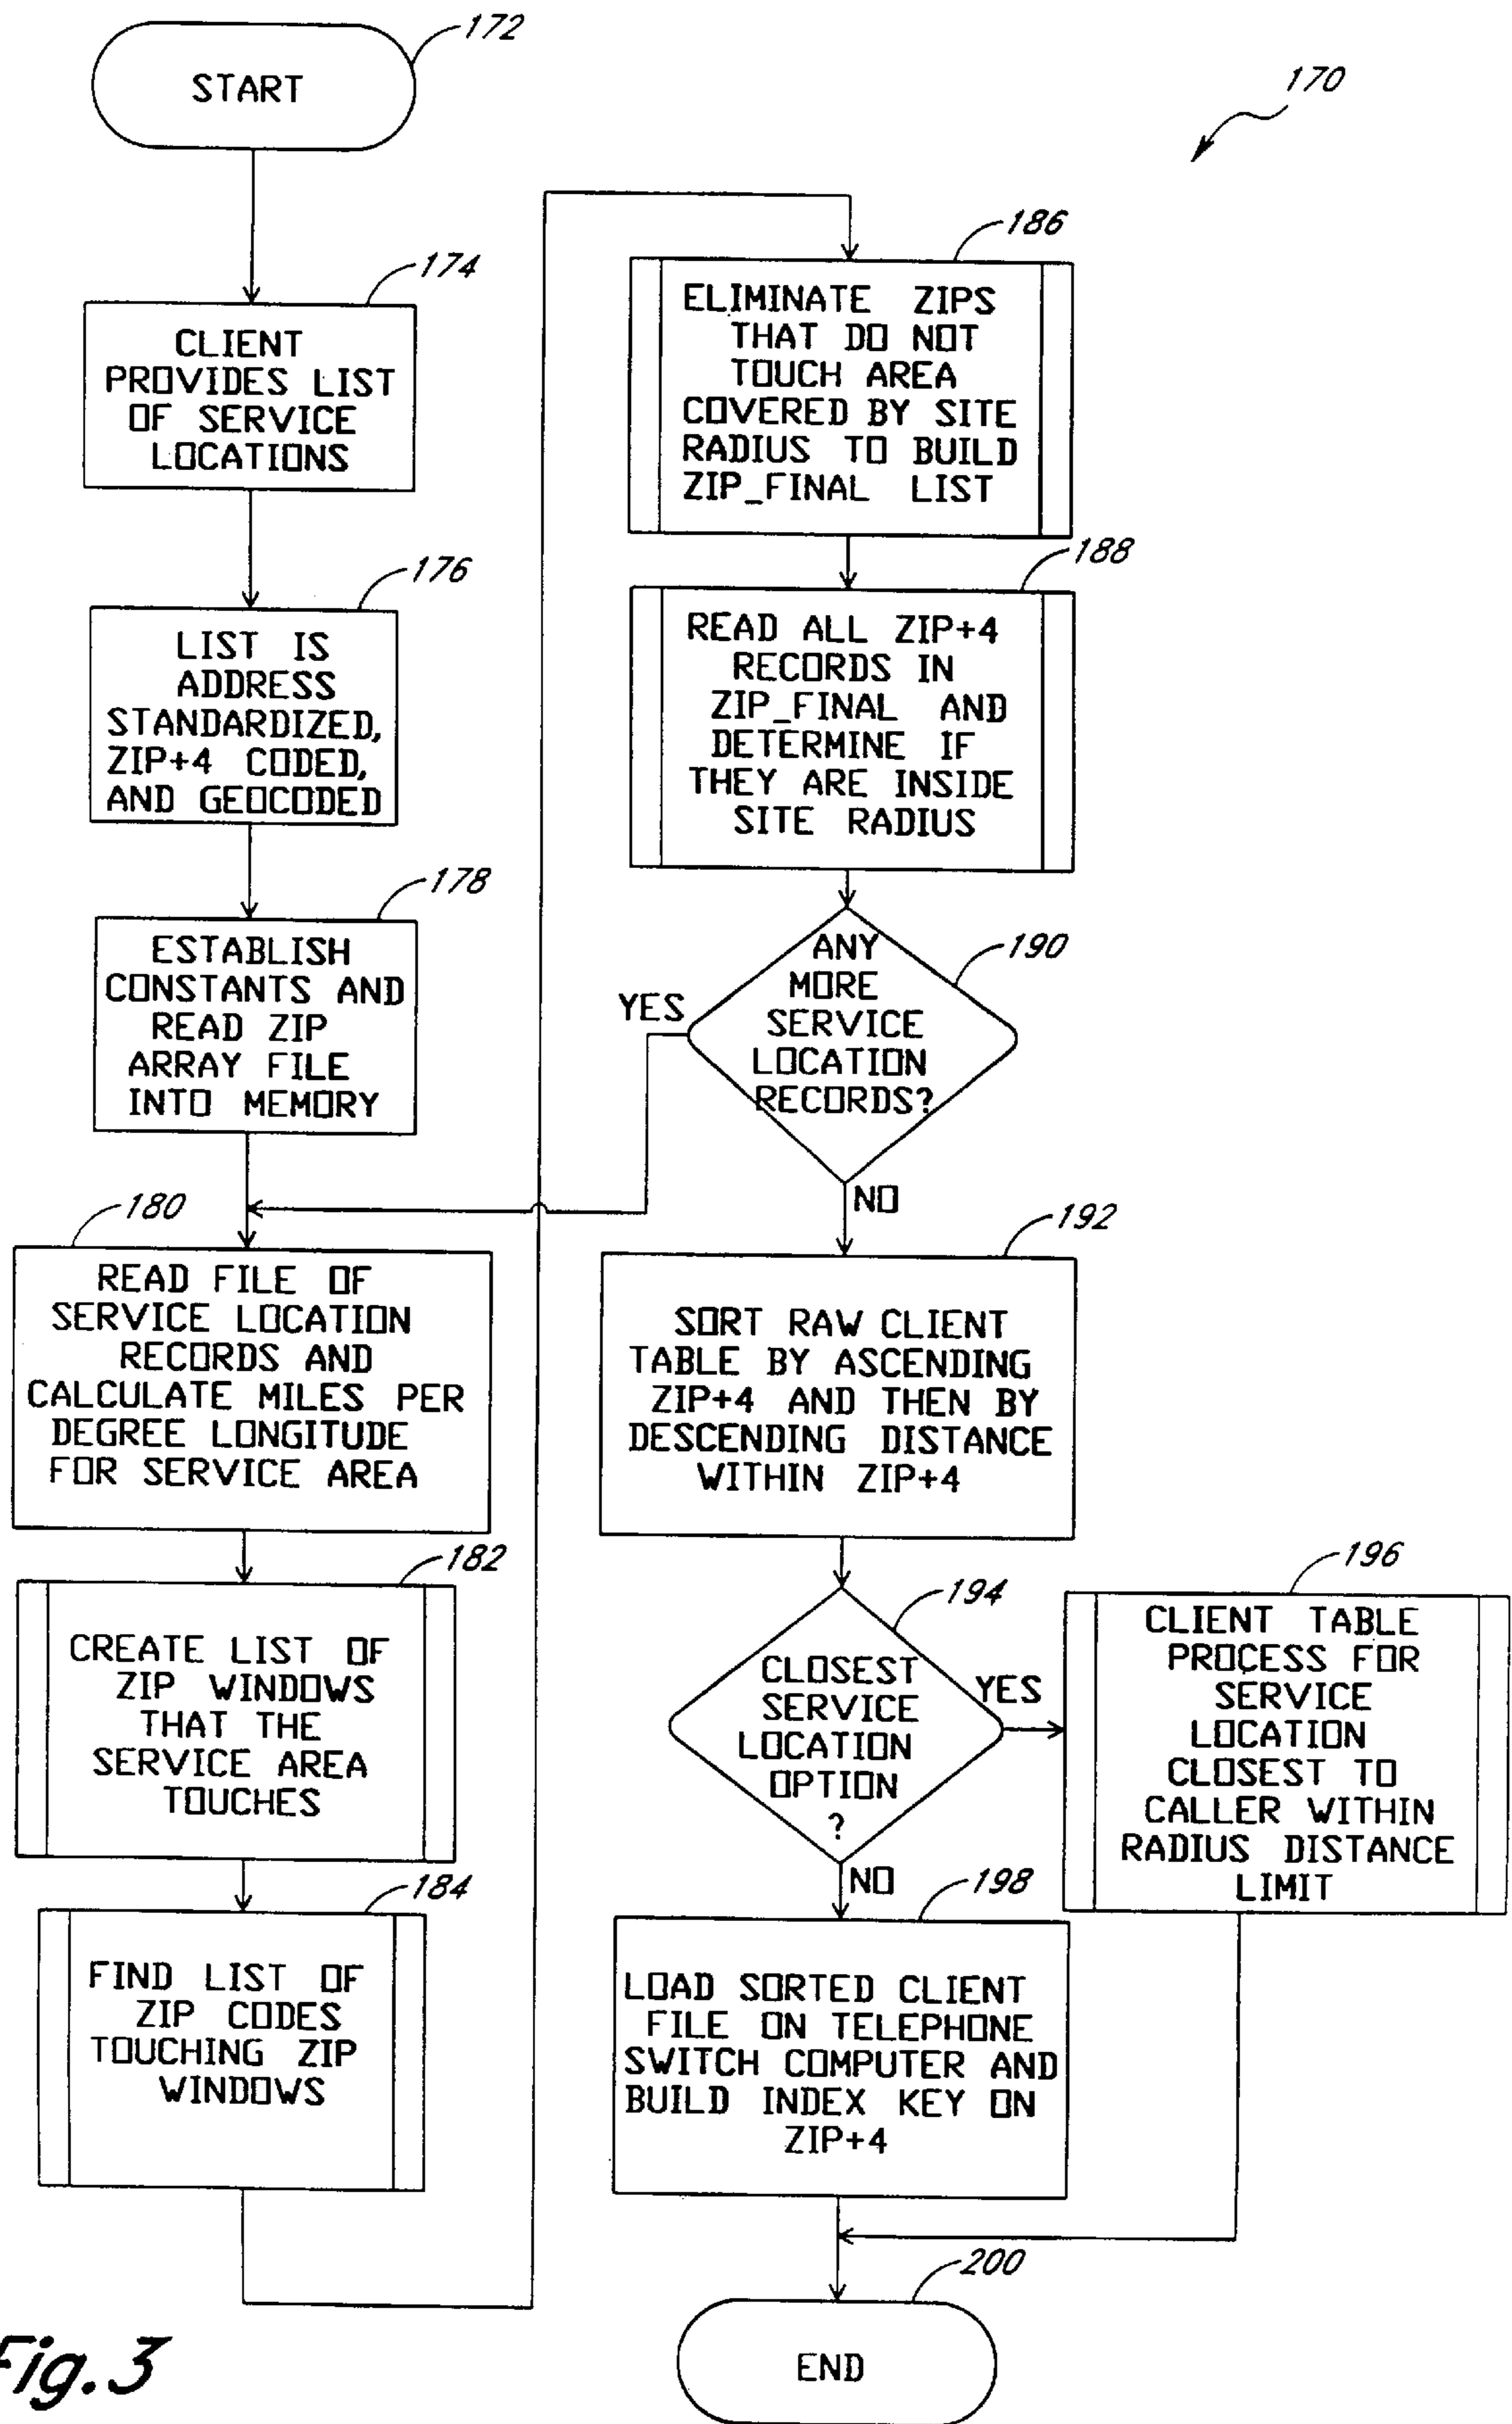 172
START
170
174
CLIENT
PROVIDES LIST
OF SERVICE
LOCATIONS
176
LIST IS
ADDRESS
STANDARDIZED,
ZIP+4 CODED,
AND GEOCODED
178
ESTABLISH
CONSTANTS AND
READ ZIP
ARRAY FILE
INTO MEMORY
180
READ FILE OF
SERVICE LOCATION
RECORDS AND
CALCULATE MILES PER
DEGREE LONGITUDE
FOR SERVICE AREA
182
CREATE LIST OF
ZIP WINDOWS
THAT THE
SERVICE AREA
TOUCHES
184
FIND LIST OF
ZIP CODES
TOUCHING ZIP
WINDOWS
186
ELIMINATE ZIPS
THAT DO NOT
TOUCH AREA
COVERED BY SITE
RADIUS TO BUILD
ZIP_FINAL LIST
188
READ ALL ZIP+4
RECORDS IN
ZIP_FINAL AND
DETERMINE IF
THEY ARE INSIDE
SITE RADIUS
190
ANY
MORE
SERVICE
LOCATION
RECORDS?
YES
NO
192
SORT RAW CLIENT
TABLE BY ASCENDING
ZIP+4 AND THEN BY
DESCENDING DISTANCE
WITHIN ZIP+4
194
CLOSEST
SERVICE
LOCATION
OPTION
?
YES
NO
196
CLIENT TABLE
PROCESS FOR
SERVICE
LOCATION
CLOSEST TO
CALLER WITHIN
RADIUS DISTANCE
LIMIT
198
LOAD SORTED CLIENT
FILE ON TELEPHONE
SWITCH COMPUTER AND
BUILD INDEX KEY ON
ZIP+4
200
END
Fig. 3